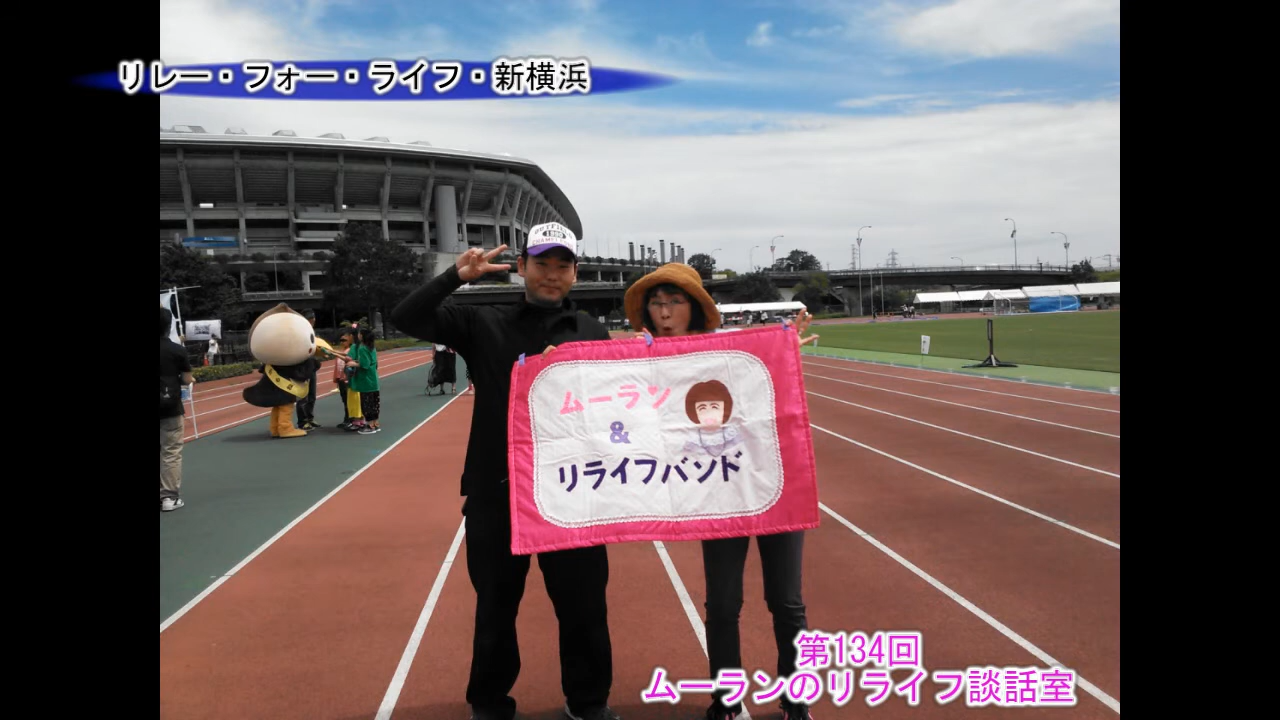 リレー・フォー・ライフ・新横浜
1990
ムーラン
&
リライフバンド
第134回
ムーランのリライフ談話室